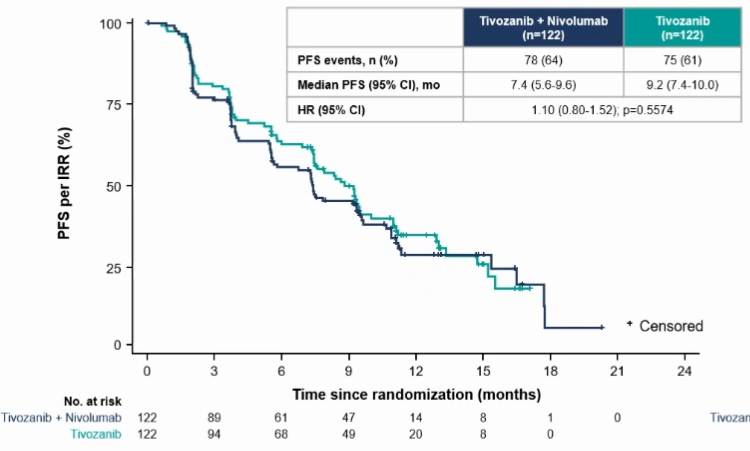 Tivozanib + Nivolumab (n=122) Tivozanib (n=122)
PFS events, n (%) 78 (64) 75 (61)
Median PFS (95% CI), mo 7.4 (5.6-9.6) 9.2 (7.4-10.0)
HR (95% CI) 1.10 (0.80-1.52); p=0.5574
PFS per IRR (%)
100
75
50
25
0
+ Censored
0 3 6 9 12 15 18 21 24
Time since randomization (months)
No. at risk
Tivozanib + Nivolumab 122 89 61 47 14 8 1 0
Tivozanib 122 94 68 49 20 8 0
Tivozan